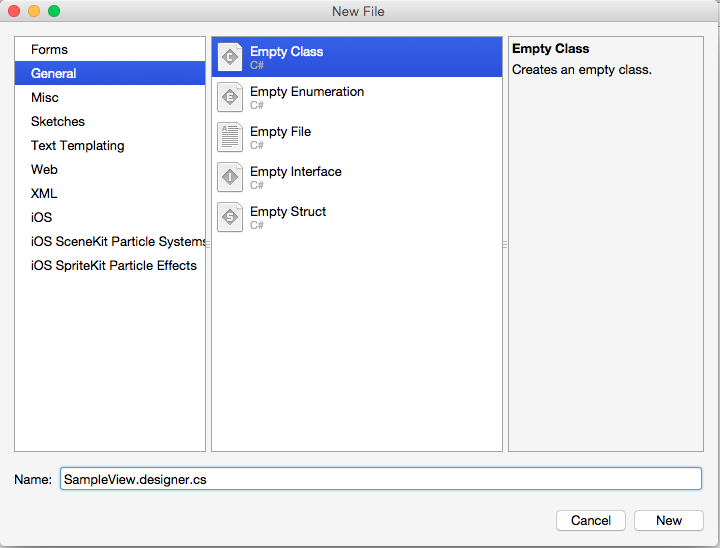 New File
Forms
General
Misc
Sketches
Text Templating
Web
XML
iOS
iOS SceneKit Particle Systems
iOS SpriteKit Particle Effects
Empty Class
C#
Empty Enumeration
C#
Empty File
C#
Empty Interface
C#
Empty Struct
C#
Empty Class
Creates an empty class.
Name:
SampleView.designer.cs
Cancel
New